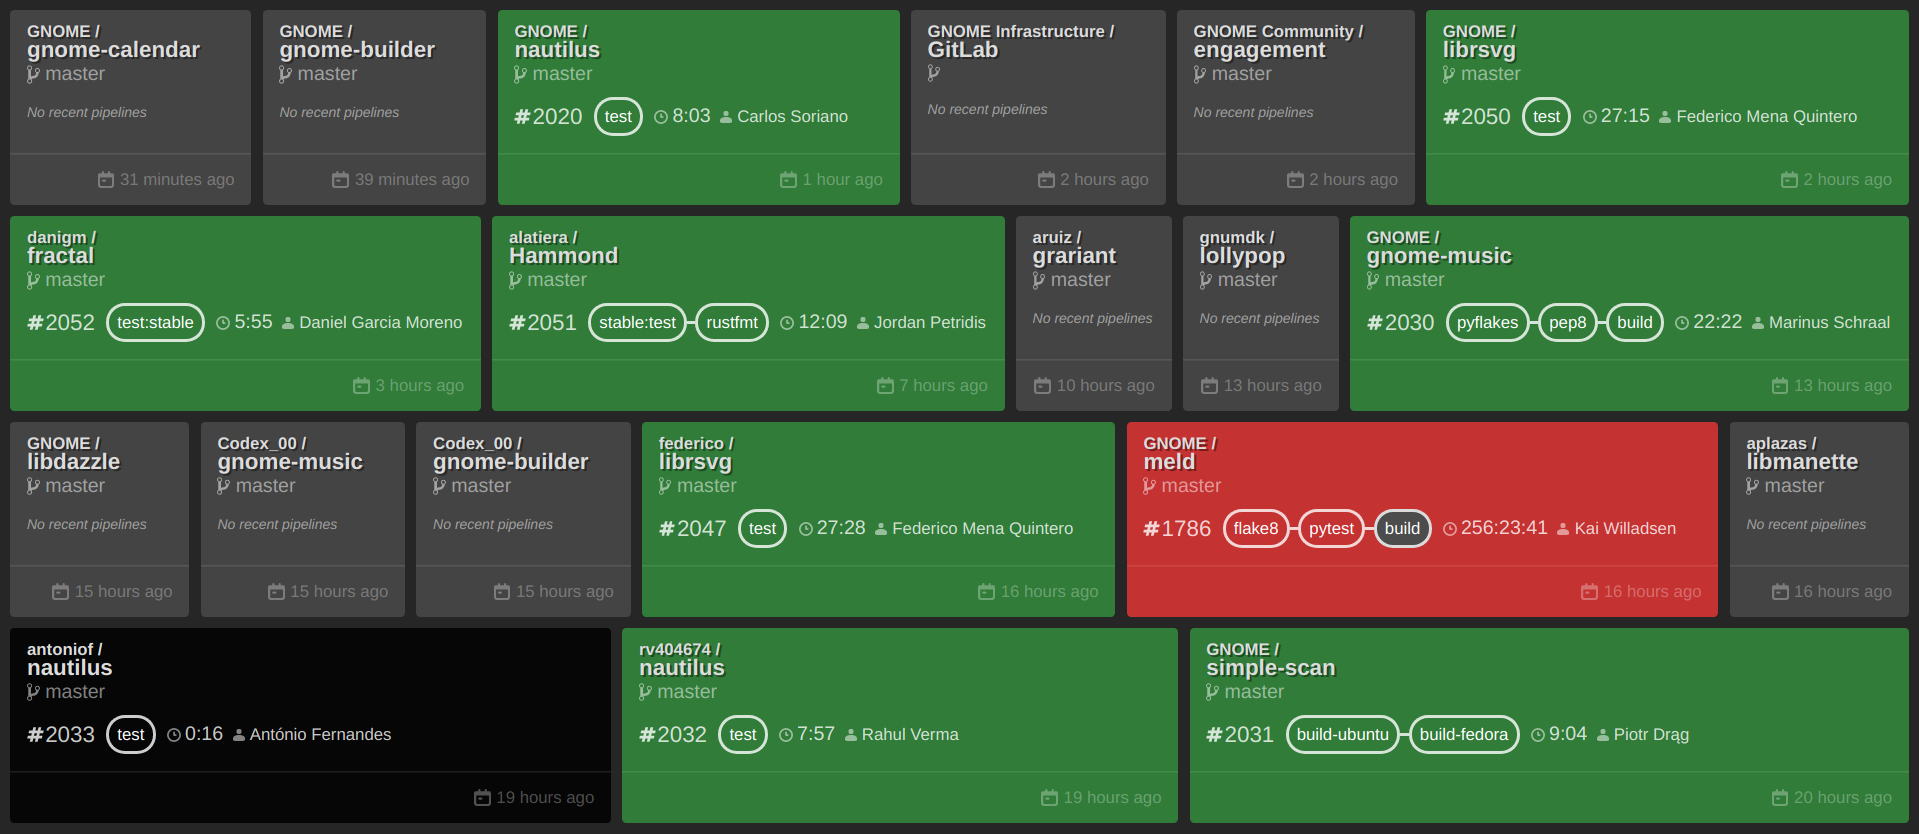 GNOME /
gnome-calendar
master
No recent pipelines
31 minutes ago
GNOME /
gnome-builder
master
No recent pipelines
39 minutes ago
GNOME /
nautilus
master
#2020 test 8:03 Carlos Soriano
1 hour ago
GNOME Infrastructure /
GitLab
No recent pipelines
2 hours ago
GNOME Community /
engagement
master
No recent pipelines
2 hours ago
GNOME /
librsvg
master
#2050 test 27:15 Federico Mena Quintero
2 hours ago
danigm /
fractal
master
#2052 test:stable 5:55 Daniel Garcia Moreno
3 hours ago
alatiera /
Hammond
master
#2051 stable:test rustfmt 12:09 Jordan Petridis
7 hours ago
aruiz /
grariant
master
No recent pipelines
10 hours ago
gnumdk /
lollypop
master
No recent pipelines
13 hours ago
GNOME /
gnome-music
master
#2030 pyflakes pep8 build 22:22 Marinus Schraal
13 hours ago
GNOME /
libdazzle
master
No recent pipelines
15 hours ago
Codex_00 /
gnome-music
master
No recent pipelines
15 hours ago
Codex_00 /
gnome-builder
master
No recent pipelines
15 hours ago
federico /
librsvg
master
#2047 test 27:28 Federico Mena Quintero
16 hours ago
GNOME /
meld
master
#1786 flake8 pytest build 256:23:41 Kai Willadsen
16 hours ago
aplazas /
libmanette
master
No recent pipelines
16 hours ago
antoniof /
nautilus
master
#2033 test 0:16 António Fernandes
19 hours ago
rv404674 /
nautilus
master
#2032 test 7:57 Rahul Verma
19 hours ago
GNOME /
simple-scan
master
#2031 build-ubuntu build-fedora 9:04 Piotr Drąg
20 hours ago